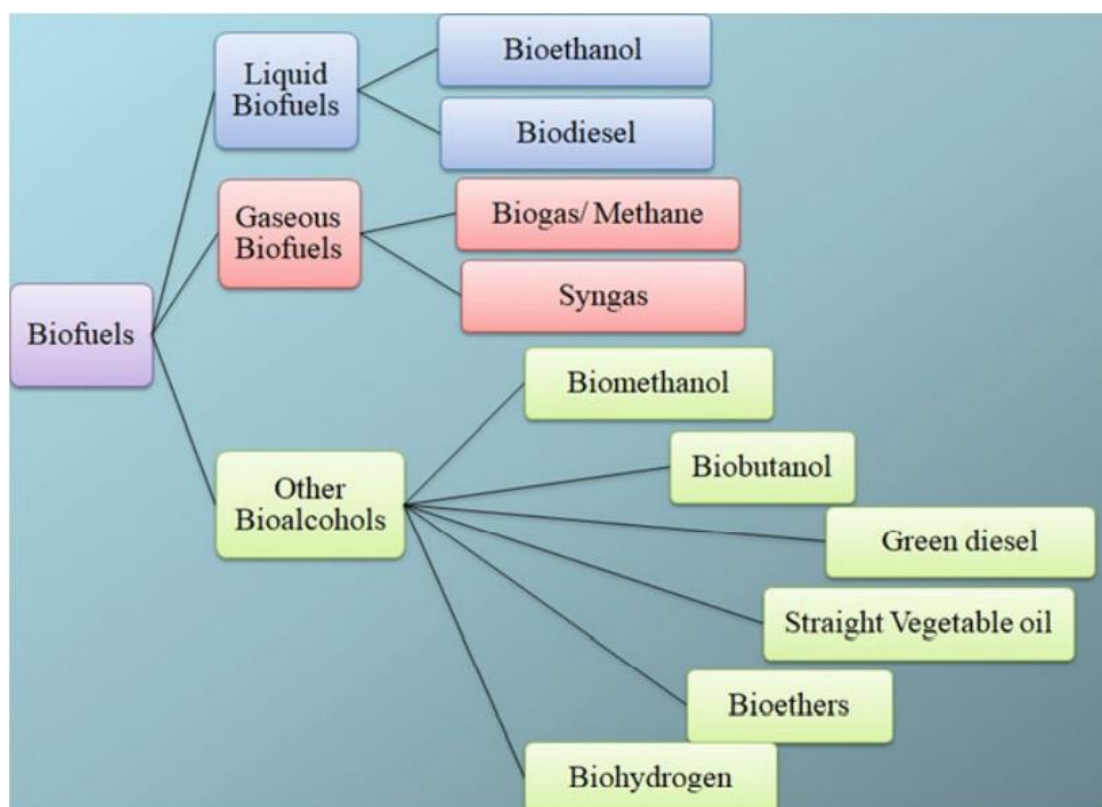 Biofuels
Liquid
Biofuels
Bioethanol
Biodiesel
Gaseous
Biofuels
Biogas/ Methane
Syngas
Other
Bioalcohols
Biomethanol
Biobutanol
Green diesel
Straight Vegetable oil
Bioethers
Biohydrogen